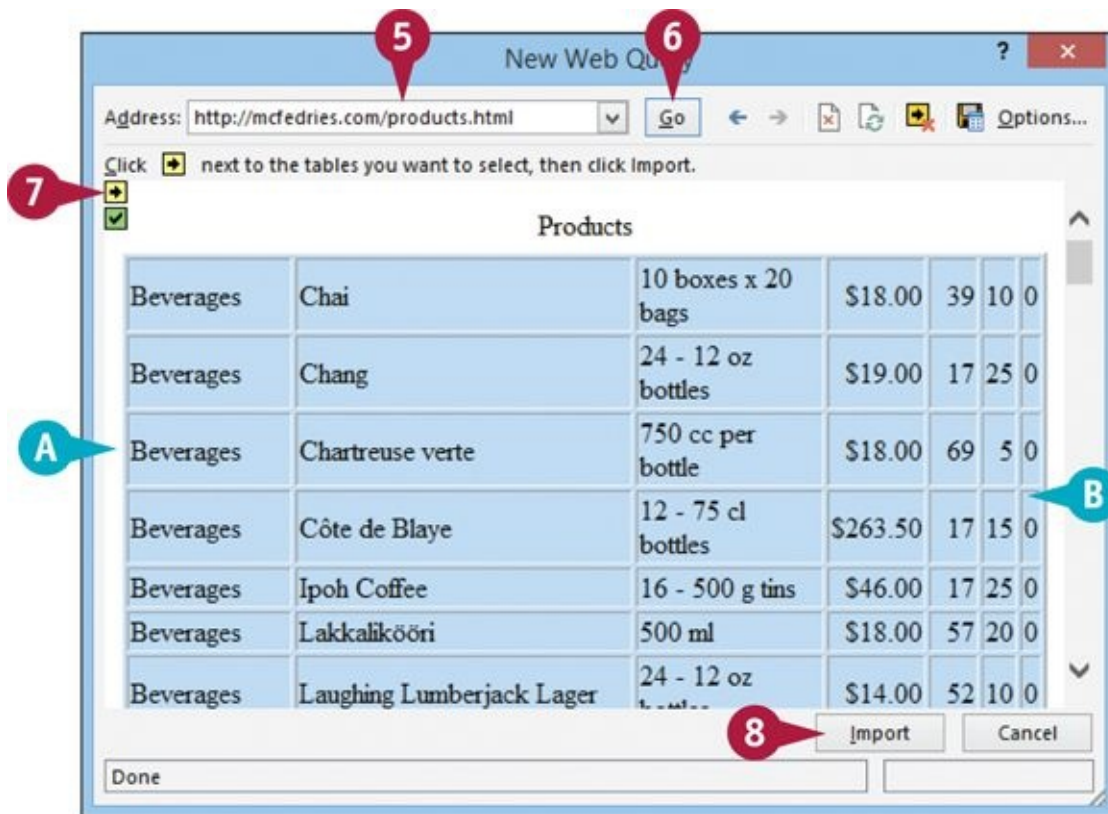 5 6
New Web Qu
?
Address: http://mcfedries.com/products.html Go Options...
Click next to the tables you want to select, then click Import.
7
Products
Beverages Chai 10 boxes x 20 bags $18.00 39 10 0
Beverages Chang 24 - 12 oz bottles $19.00 17 25 0
A
Beverages Chartreuse verte 750 cc per bottle $18.00 69 5 0
B
Beverages Côte de Blaye 12 - 75 cl bottles $263.50 17 15 0
Beverages Ipoh Coffee 16 - 500 g tins $46.00 17 25 0
Beverages Lakkalikööri 500 ml $18.00 57 20 0
Beverages Laughing Lumberjack Lager 24 - 12 oz $14.00 52 10 0
8 Import Cancel
Done